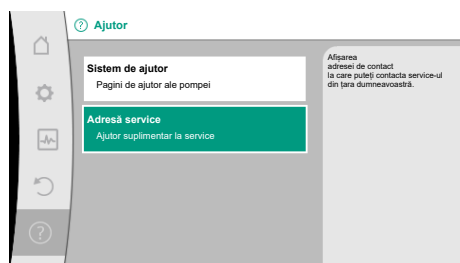 Ajutor
Sistem de ajutor
Pagini de ajutor ale pompei
Adresă service
Ajutor suplimentar la service
Afișarea
adresei de contact
la care puteți contacta service-ul
din țara dumneavoastră.